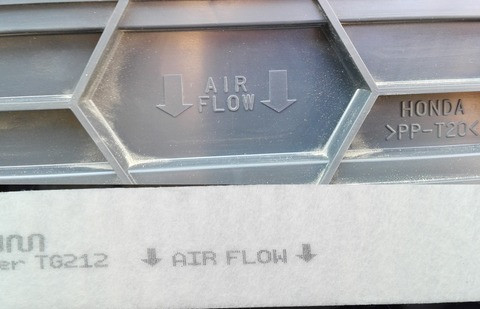 AIR
FLOW
HONDA
>PP-T20<
TG212
AIR FLOW